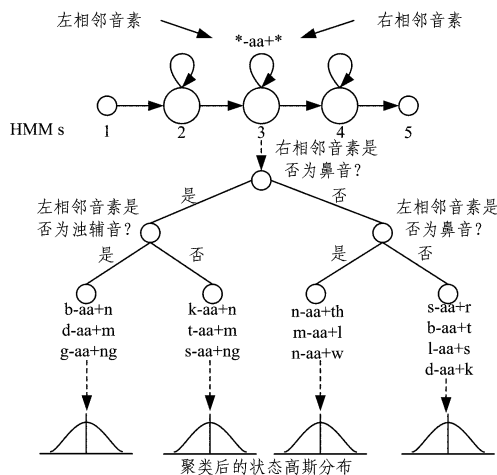 左相邻音素
右相邻音素
*-aa+*
HMM s
1
2
3
4
5
右相邻音素是
否为鼻音?
是
否
左相邻音素是
否为浊辅音?
左相邻音素是
否为鼻音?
是
否
是
否
b-aa+n
d-aa+m
g-aa+ng
k-aa+n
t-aa+m
s-aa+ng
n-aa+th
m-aa+l
n-aa+w
s-aa+r
b-aa+t
l-aa+s
d-aa+k
聚类后的状态高斯分布